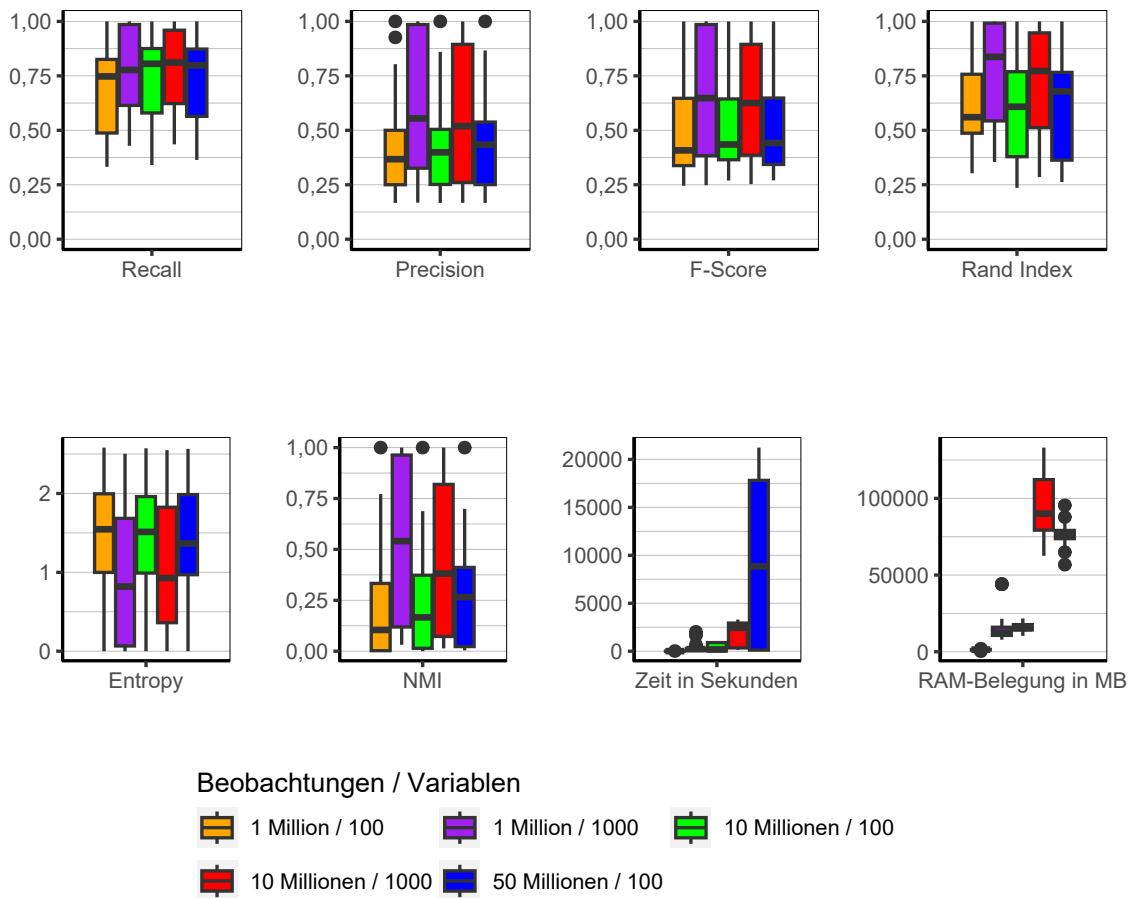 1,00
0,75
0,50
0,25
0,00
Recall
1,00
0,75
0,50
0,25
0,00
Precision
1,00
0,75
0,50
0,25
0,00
F-Score
1,00
0,75
0,50
0,25
0,00
Rand Index
2
1
0
Entropy
1,00
0,75
0,50
0,25
0,00
NMI
20000
15000
10000
5000
0
Zeit in Sekunden
100000
50000
0
RAM-Belegung in MB
Beobachtungen / Variablen
1 Million / 100
1 Million / 1000
10 Millionen / 100
10 Millionen / 1000
50 Millionen / 100